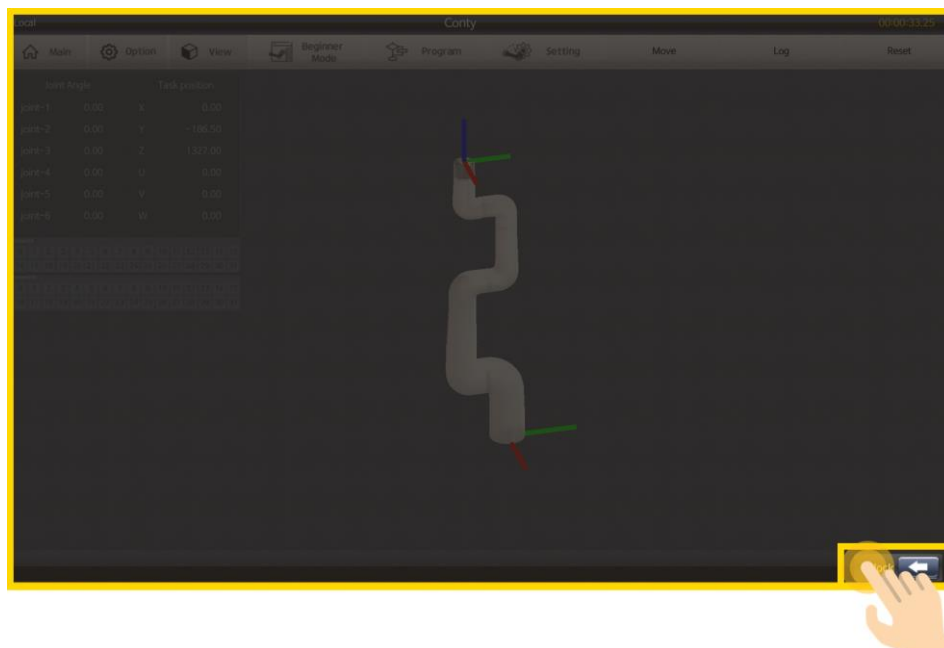 Local Conty 00:00:33.25
Main Option View Beginner Mode Program Setting Move Log Reset
Joint Angle Task position
Joint-1 0.00 X 0.00
Joint-2 0.00 Y -186.50
Joint-3 0.00 Z 1327.00
Joint-4 0.00 U 0.00
Joint-5 0.00 V 0.00
Joint-6 0.00 W 0.00